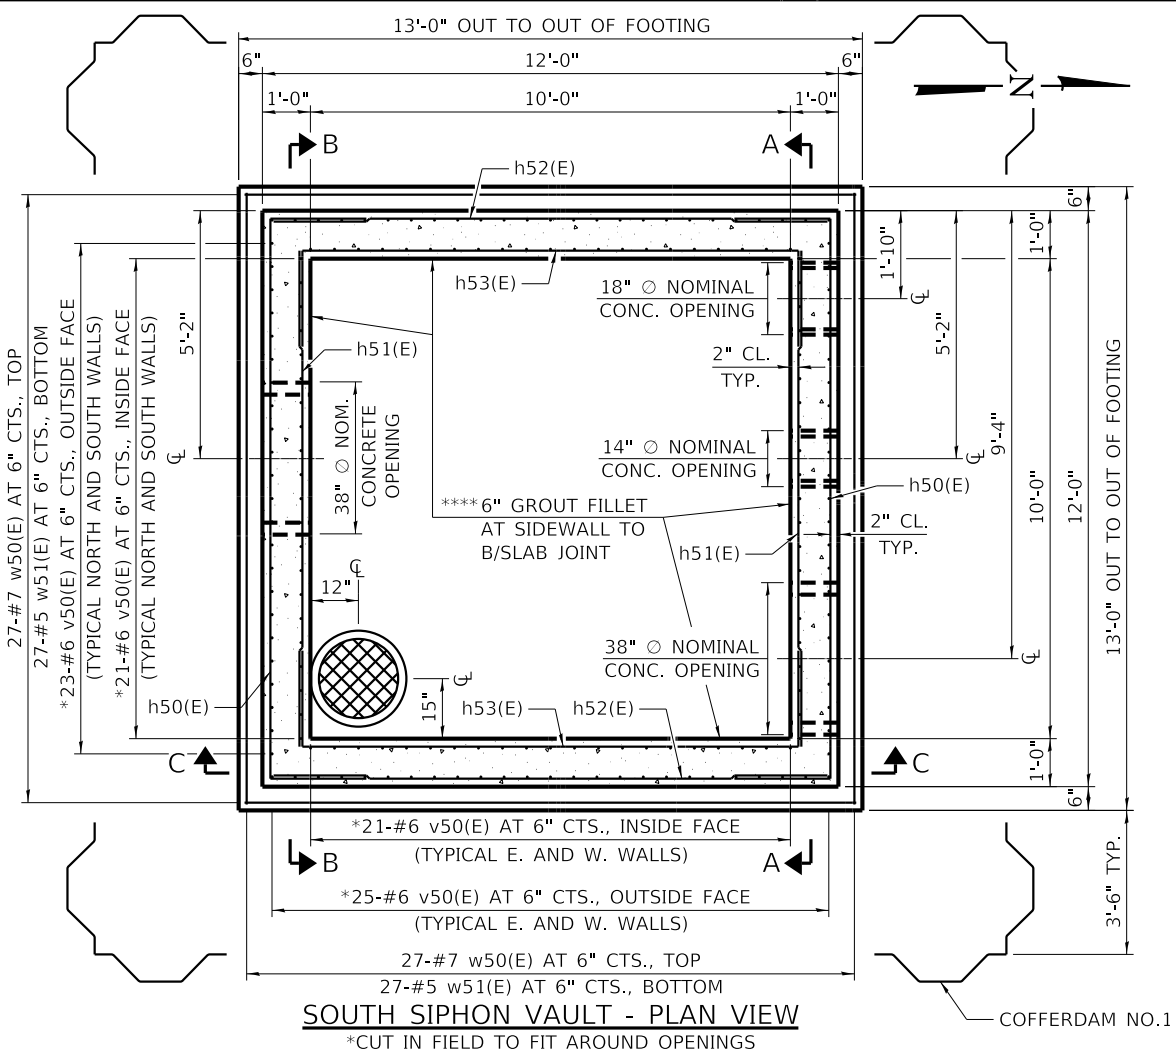 13'-0" OUT TO OUT OF FOOTING
6"
12'-0"
6"
1'-0"
10'-0"
1'-0"
N
B
A
h52(E)
6"
1'-0"
1'-10"
h53(E)
18" ∅ NOMINAL
CONC. OPENING
℄
5'-2"
5'-2"
h51(E)
2" CL.
TYP.
38" ∅ NOM.
CONCRETE
OPENING
14" ∅ NOMINAL
CONC. OPENING
℄
℄
9'-4"
h50(E)
****6" GROUT FILLET
AT SIDEWALL TO
B/SLAB JOINT
h51(E)
2" CL.
TYP.
10'-0"
12'-0"
13'-0" OUT TO OUT OF FOOTING
27-#7 w50(E) AT 6" CTS., TOP
27-#5 w51(E) AT 6" CTS., BOTTOM
*23-#6 v50(E) AT 6" CTS., OUTSIDE FACE
(TYPICAL NORTH AND SOUTH WALLS)
*21-#6 v50(E) AT 6" CTS., INSIDE FACE
(TYPICAL NORTH AND SOUTH WALLS)
℄
12"
38" ∅ NOMINAL
CONC. OPENING
℄
℄
15"
h50(E)
h53(E)
h52(E)
C
C
1'-0"
6"
*21-#6 v50(E) AT 6" CTS., INSIDE FACE
(TYPICAL E. AND W. WALLS)
B
A
*25-#6 v50(E) AT 6" CTS., OUTSIDE FACE
(TYPICAL E. AND W. WALLS)
3'-6" TYP.
27-#7 w50(E) AT 6" CTS., TOP
27-#5 w51(E) AT 6" CTS., BOTTOM
SOUTH SIPHON VAULT - PLAN VIEW
*CUT IN FIELD TO FIT AROUND OPENINGS
COFFERDAM NO.1